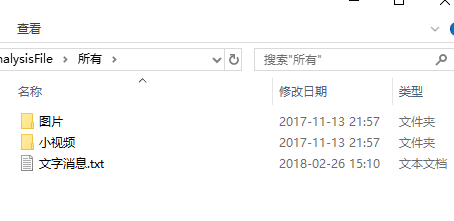 查看
nalysisFile > 所有 >
搜索"所有"
名称 修改日期 类型
图片 2017-11-13 21:57 文件夹
小视频 2017-11-13 21:57 文件夹
文字消息.txt 2018-02-26 15:10 文本文档